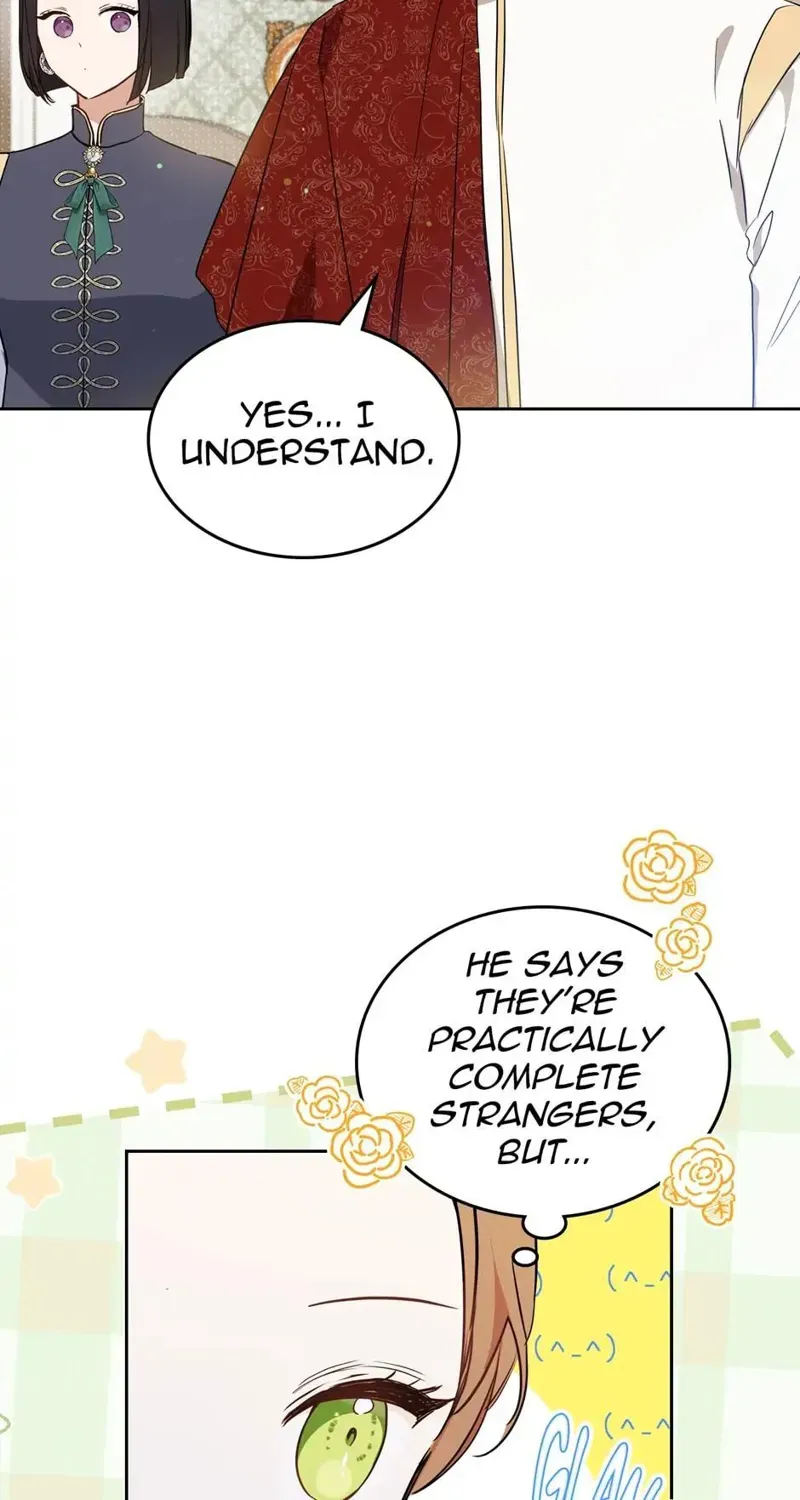 YES... I
UNDERSTAND.
HE SAYS
THEY'RE
PRACTICALLY
COMPLETE
STRANGERS,
BUT...
(^_^
(^_^)
(^_^